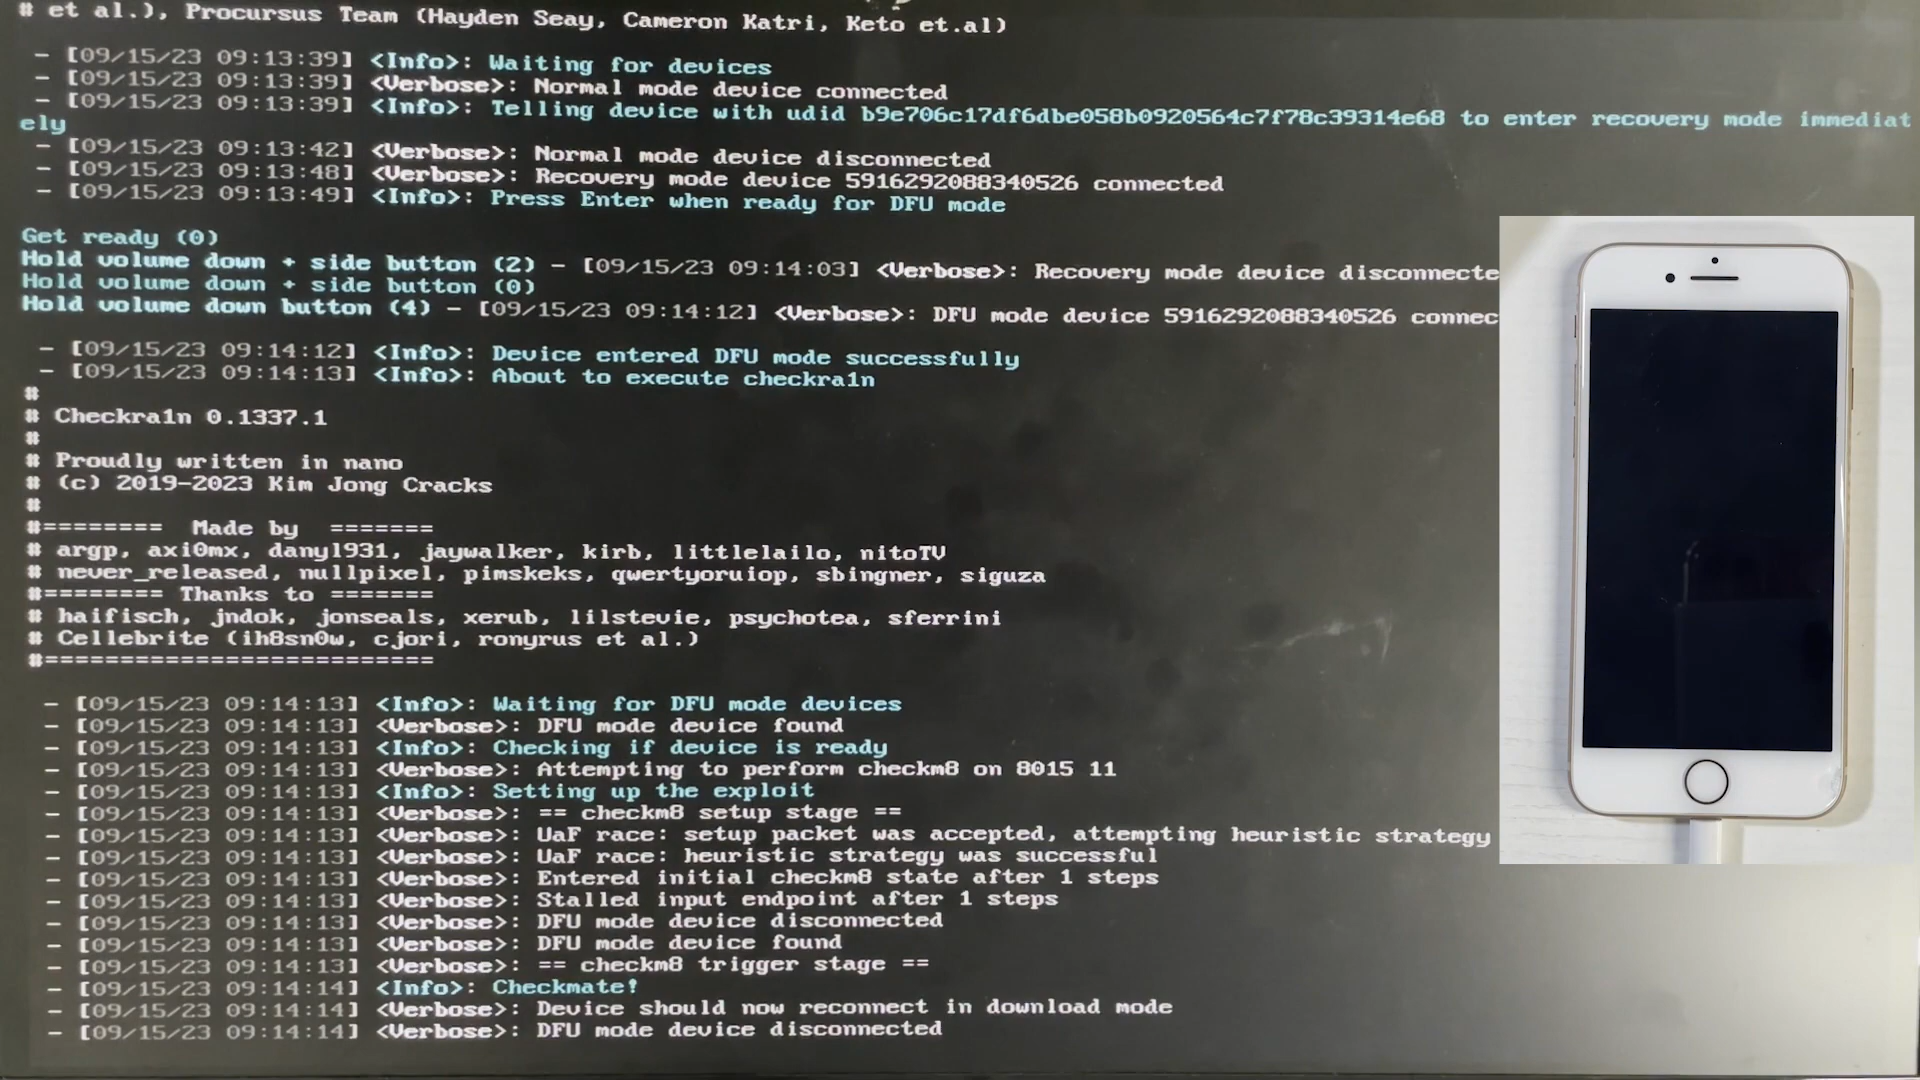 # et al.), Procursus Team (Hayden Seay, Cameron Katri, Keto et.al)
- [09/15/23 09:13:39] <Info>: Waiting for devices
- [09/15/23 09:13:39] <Verbose>: Normal mode device connected
- [09/15/23 09:13:39] <Info>: Telling device with udid b9e706c17df6dbe058b0920564c7f78c39314e68 to enter recovery mode immediat
ely
- [09/15/23 09:13:42] <Verbose>: Normal mode device disconnected
- [09/15/23 09:13:48] <Verbose>: Recovery mode device 5916292088340526 connected
- [09/15/23 09:13:49] <Info>: Press Enter when ready for DFU mode
Get ready (0)
Hold volume down + side button (2) - [09/15/23 09:14:03] <Verbose>: Recovery mode device disconnecte
Hold volume down + side button (0)
Hold volume down button (4) - [09/15/23 09:14:12] <Verbose>: DFU mode device 5916292088340526 connec
- [09/15/23 09:14:12] <Info>: Device entered DFU mode successfully
- [09/15/23 09:14:13] <Info>: About to execute checkra1n
#
# Checkra1n 0.1337.1
#
# Proudly written in nano
# (c) 2019-2023 Kim Jong Cracks
#
#======== Made by =======
# argp, axi0mx, danyl931, jaywalker, kirb, littlelailo, nitoTV
# never_released, nullpixel, pimskeks, qwertyoruiop, sbingner, siguza
#======== Thanks to =======
# haifisch, jndok, jonseals, xerub, lilstevie, psychotea, sferrini
# Cellebrite (ih8sn0w, cjori, ronyrus et al.)
#==========================
- [09/15/23 09:14:13] <Info>: Waiting for DFU mode devices
- [09/15/23 09:14:13] <Verbose>: DFU mode device found
- [09/15/23 09:14:13] <Info>: Checking if device is ready
- [09/15/23 09:14:13] <Verbose>: Attempting to perform checkm8 on 8015 11
- [09/15/23 09:14:13] <Info>: Setting up the exploit
- [09/15/23 09:14:13] <Verbose>: == checkm8 setup stage ==
- [09/15/23 09:14:13] <Verbose>: UaF race: setup packet was accepted, attempting heuristic strategy
- [09/15/23 09:14:13] <Verbose>: UaF race: heuristic strategy was successful
- [09/15/23 09:14:13] <Verbose>: Entered initial checkm8 state after 1 steps
- [09/15/23 09:14:13] <Verbose>: Stalled input endpoint after 1 steps
- [09/15/23 09:14:13] <Verbose>: DFU mode device disconnected
- [09/15/23 09:14:13] <Verbose>: DFU mode device found
- [09/15/23 09:14:13] <Verbose>: == checkm8 trigger stage ==
- [09/15/23 09:14:14] <Info>: Checkmate!
- [09/15/23 09:14:14] <Verbose>: Device should now reconnect in download mode
- [09/15/23 09:14:14] <Verbose>: DFU mode device disconnected